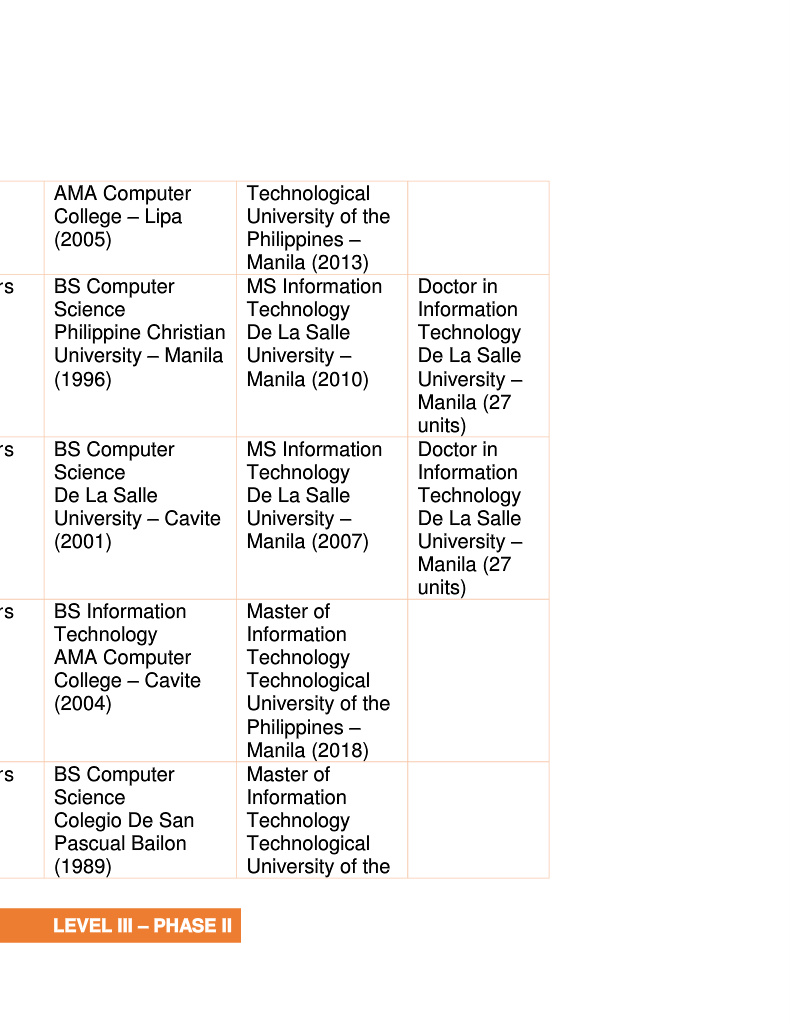 AMA Computer
College – Lipa
(2005)
Technological
University of the
Philippines –
Manila (2013)
rs
BS Computer
Science
Philippine Christian
University – Manila
(1996)
MS Information
Technology
De La Salle
University –
Manila (2010)
Doctor in
Information
Technology
De La Salle
University –
Manila (27
units)
rs
BS Computer
Science
De La Salle
University – Cavite
(2001)
MS Information
Technology
De La Salle
University –
Manila (2007)
Doctor in
Information
Technology
De La Salle
University –
Manila (27
units)
rs
BS Information
Technology
AMA Computer
College – Cavite
(2004)
Master of
Information
Technology
Technological
University of the
Philippines –
Manila (2018)
rs
BS Computer
Science
Colegio De San
Pascual Bailon
(1989)
Master of
Information
Technology
Technological
University of the
LEVEL III – PHASE II